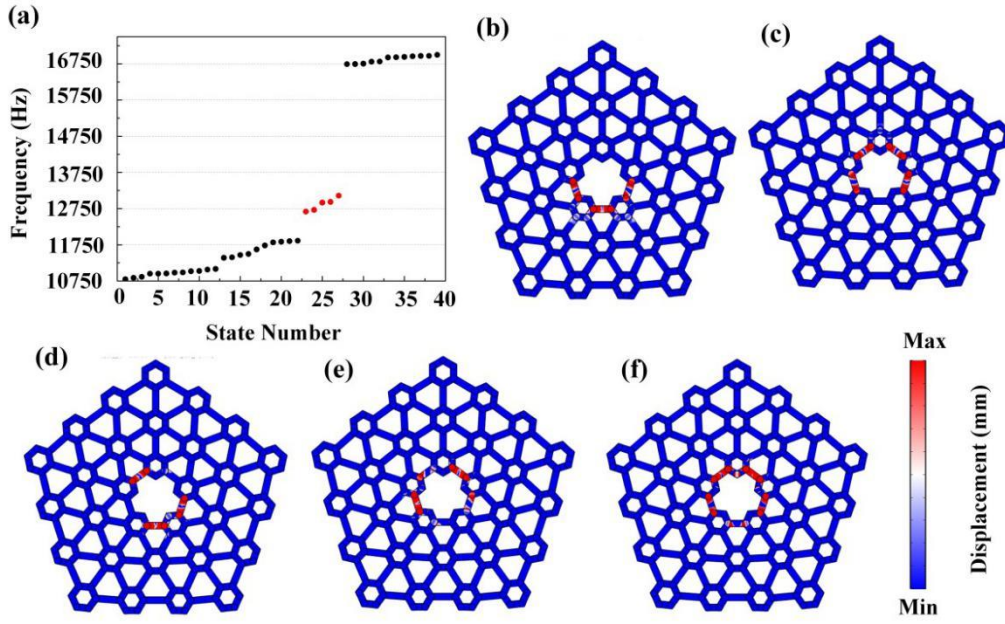 (a)
Frequency (Hz)
16750
15750
14750
13750
12750
11750
10750
0 5 10 15 20 25 30 35 40
State Number
(b)
(c)
(d)
(e)
(f)
Max
Displacement (mm)
Min